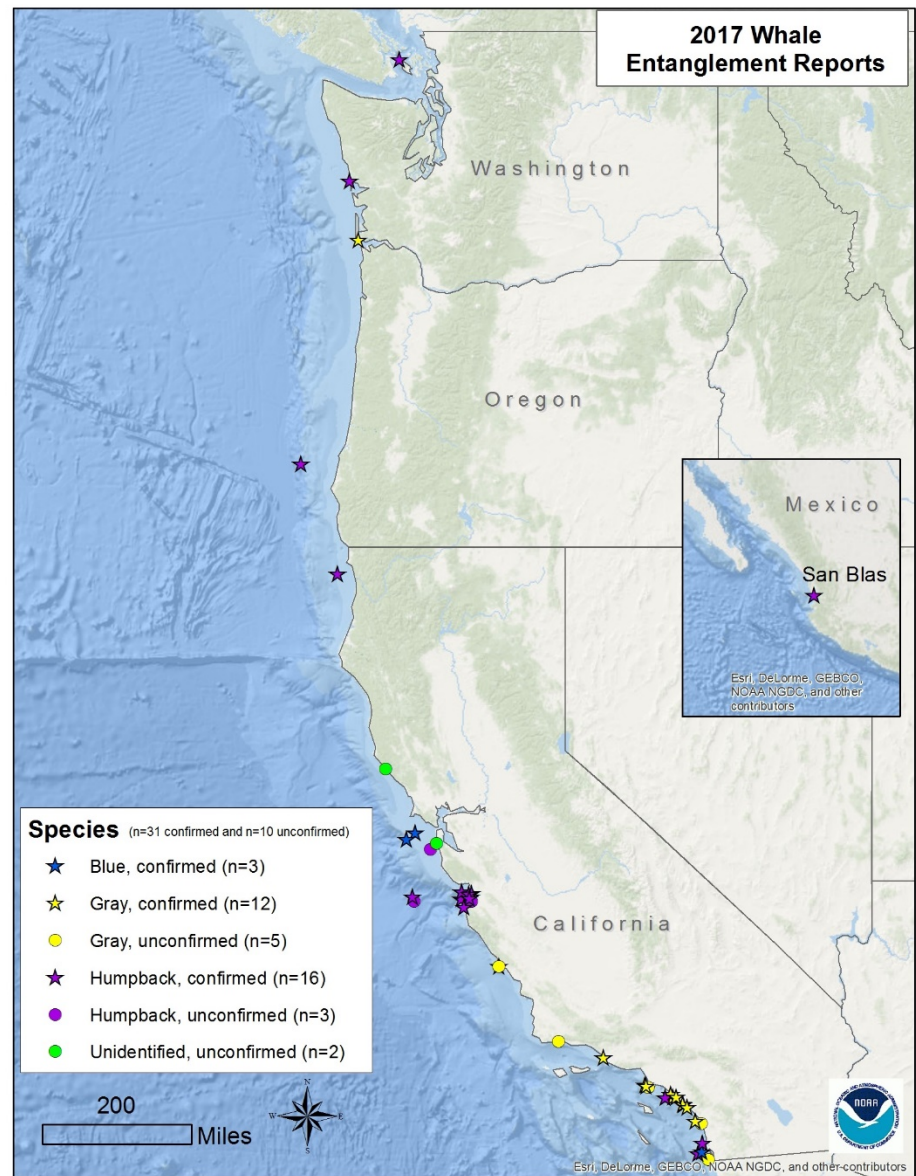 2017 Whale
Entanglement Reports
Washington
Oregon
Mexico
San Blas
Esri, DeLorme, GEBCO,
NOAA NGDC, and other
contributors
California
Species (n=31 confirmed and n=10 unconfirmed)
Blue, confirmed (n=3)
Gray, confirmed (n=12)
Gray, unconfirmed (n=5)
Humpback, confirmed (n=16)
Humpback, unconfirmed (n=3)
Unidentified, unconfirmed (n=2)
200
Miles
N
W
E
S
NOAA
Esri, DeLorme, GEBCO, NOAA NGDC, and other contributors